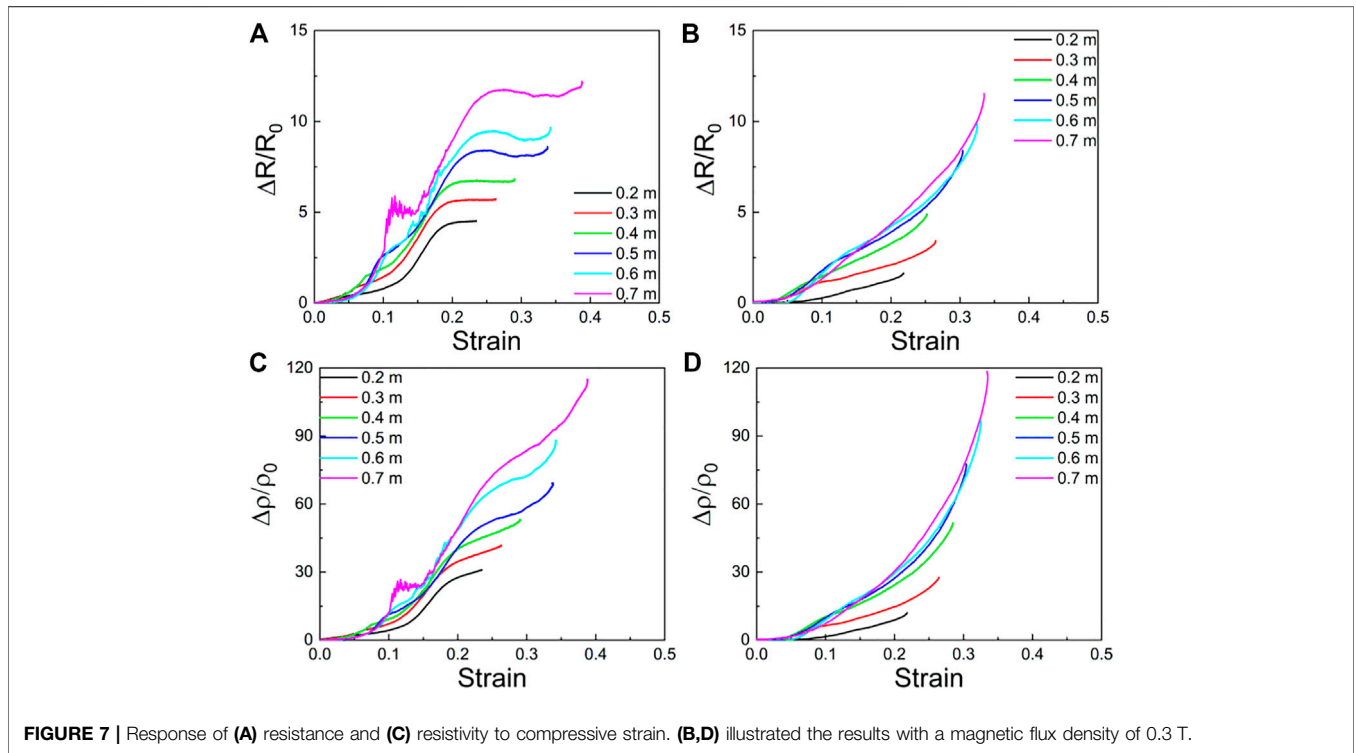 A
15
10
5
0
ΔR/R₀
0.2 m
0.3 m
0.4 m
0.5 m
0.6 m
0.7 m
0.0 0.1 0.2 0.3 0.4 0.5
Strain
B
15
10
5
0
ΔR/R₀
0.2 m
0.3 m
0.4 m
0.5 m
0.6 m
0.7 m
0.0 0.1 0.2 0.3 0.4 0.5
Strain
C
120
90
60
30
0
Δρ/ρ₀
0.2 m
0.3 m
0.4 m
0.5 m
0.6 m
0.7 m
0.0 0.1 0.2 0.3 0.4 0.5
Strain
D
120
90
60
30
0
Δρ/ρ₀
0.2 m
0.3 m
0.4 m
0.5 m
0.6 m
0.7 m
0.0 0.1 0.2 0.3 0.4 0.5
Strain
FIGURE 7 | Response of (A) resistance and (C) resistivity to compressive strain. (B,D) illustrated the results with a magnetic flux density of 0.3 T.